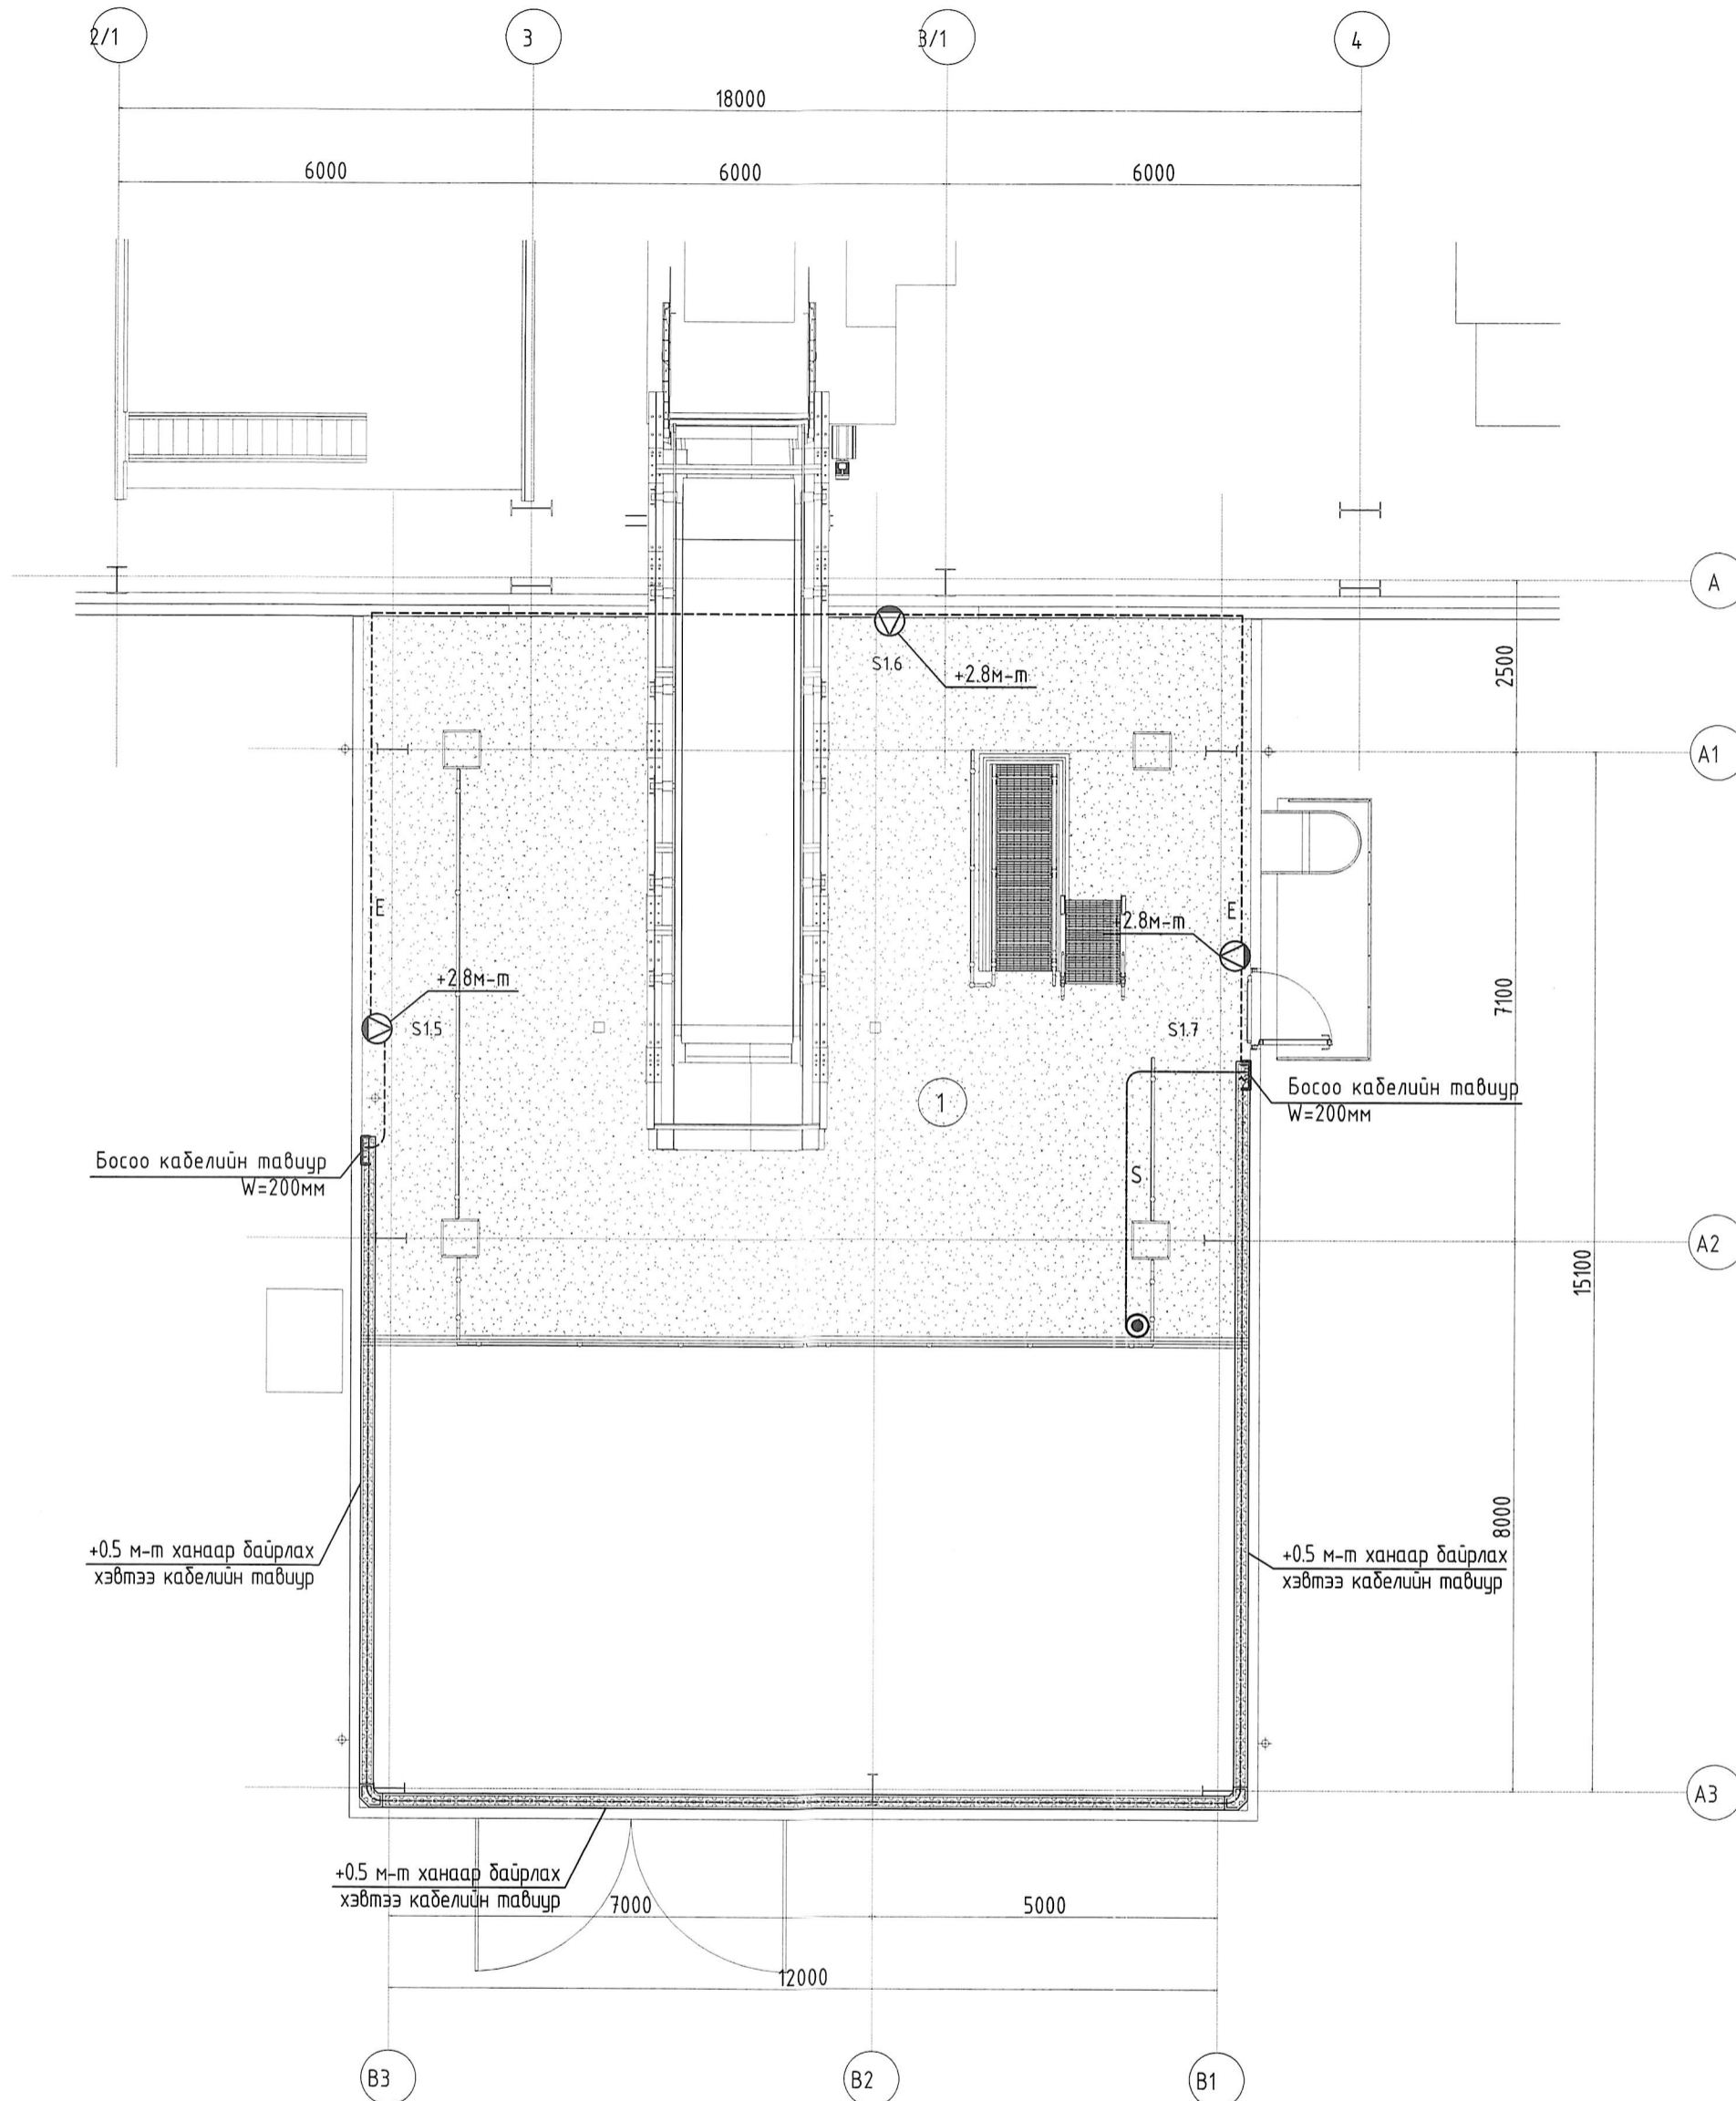 2/1
3
3/1
4
18000
6000
6000
6000
A
2500
S1.6
+2.8м-т
A1
E
E
+2.8м-т
2.8м-т
7100
S1.5
S1.7
1
Босоо кабелийн тавиур
W=200мм
Босоо кабелийн тавиур
W=200мм
S
A2
15100
8000
+0.5 м-т ханаар байрлах
хэвтээ кабелийн тавиур
+0.5 м-т ханаар байрлах
хэвтээ кабелийн тавиур
A3
+0.5 м-т ханаар байрлах
хэвтээ кабелийн тавиур
7000
5000
12000
B3
B2
B1